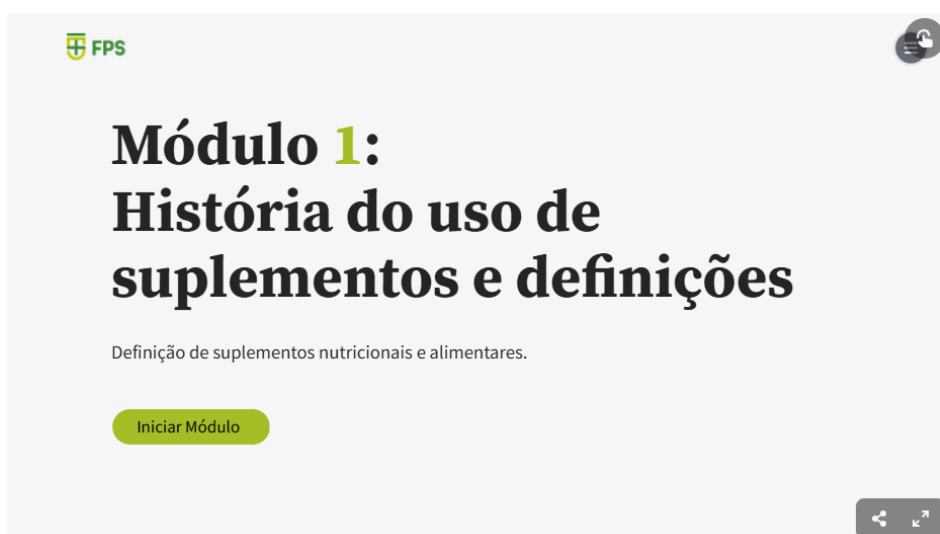 FPS
Módulo 1:
História do uso de
suplementos e definições
Definição de suplementos nutricionais e alimentares.
Iniciar Módulo